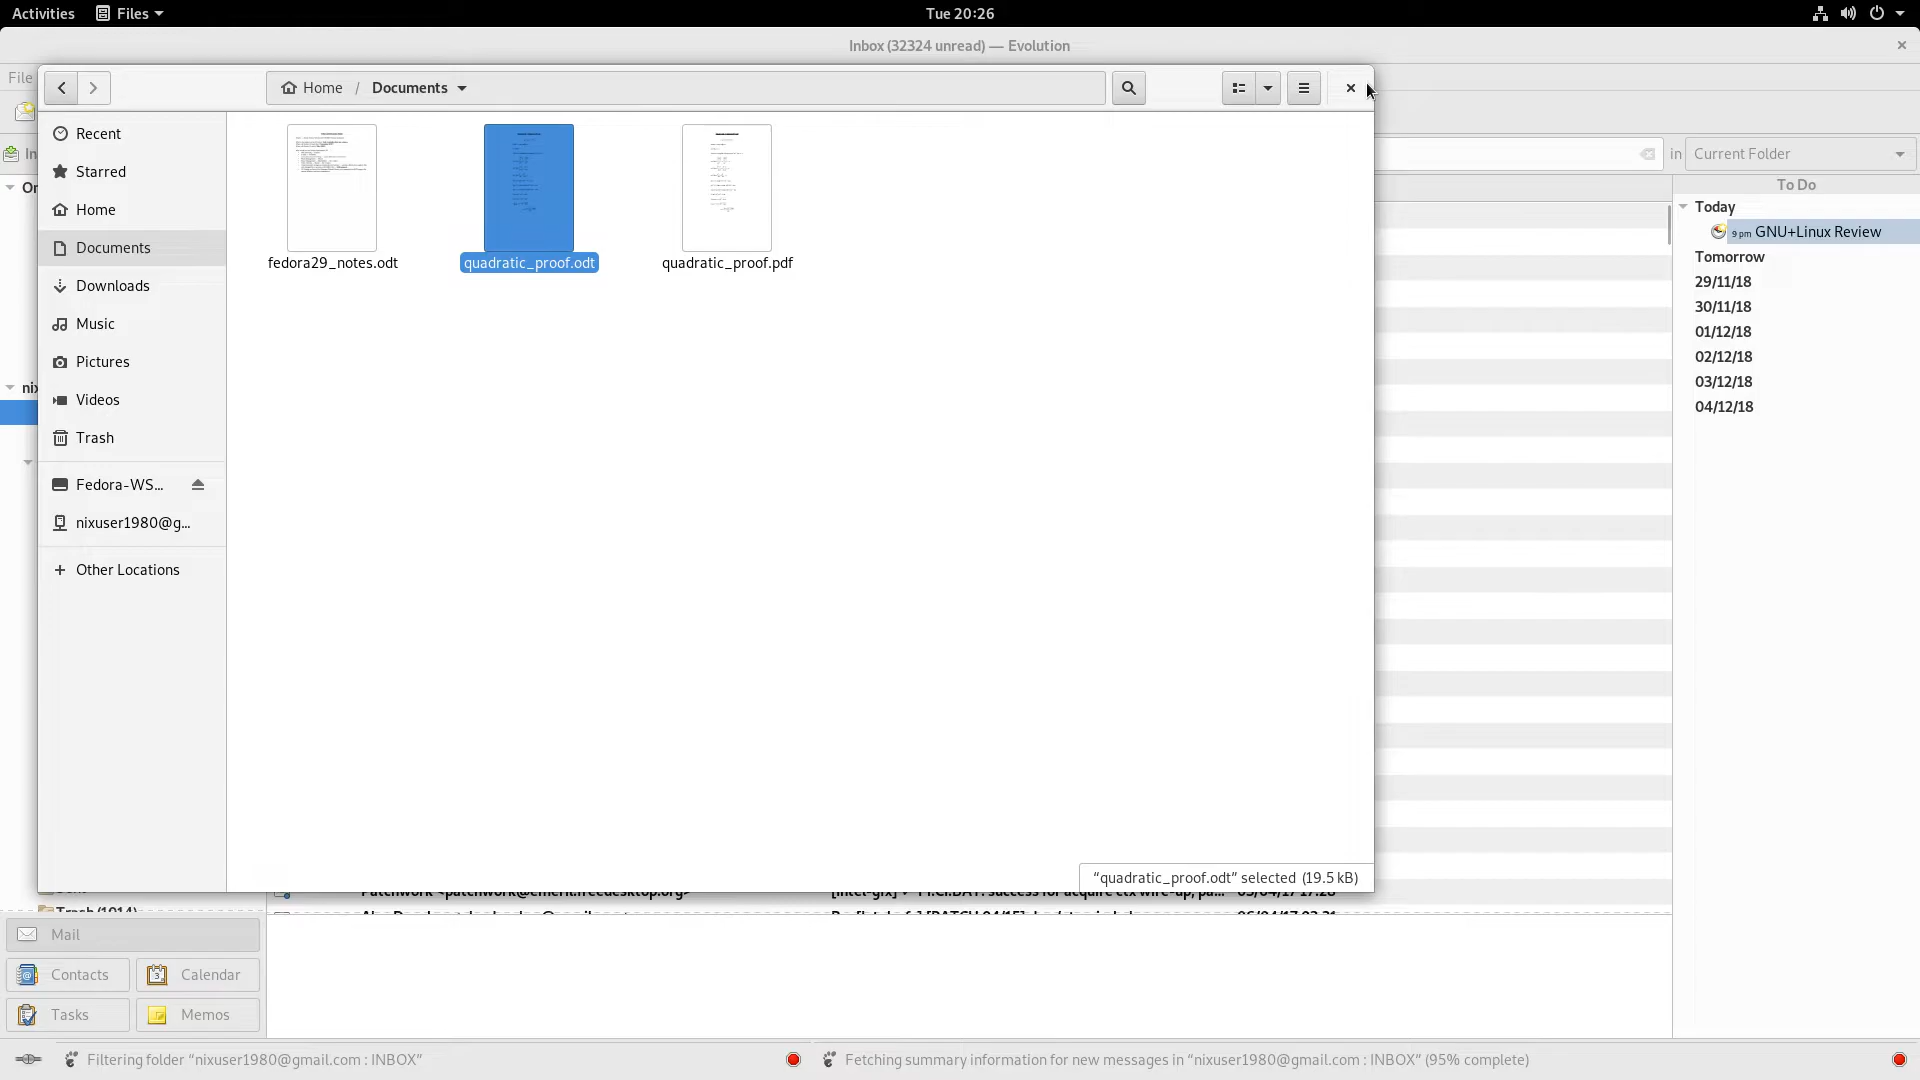 Activities Files Tue 20:26
Inbox (32324 unread) — Evolution
File
Home / Documents
Recent
Starred
Home
Documents
Downloads
Music
Pictures
Videos
Trash
Fedora-WS...
nixuser1980@g...
Other Locations
fedora29_notes.odt quadratic_proof.odt quadratic_proof.pdf
"quadratic_proof.odt" selected (19.5 kB)
in Current Folder
To Do
Today
9 pm GNU+Linux Review
Tomorrow
29/11/18
30/11/18
01/12/18
02/12/18
03/12/18
04/12/18
Mail
Contacts Calendar
Tasks Memos
Filtering folder "nixuser1980@gmail.com : INBOX" Fetching summary information for new messages in "nixuser1980@gmail.com : INBOX" (95% complete)